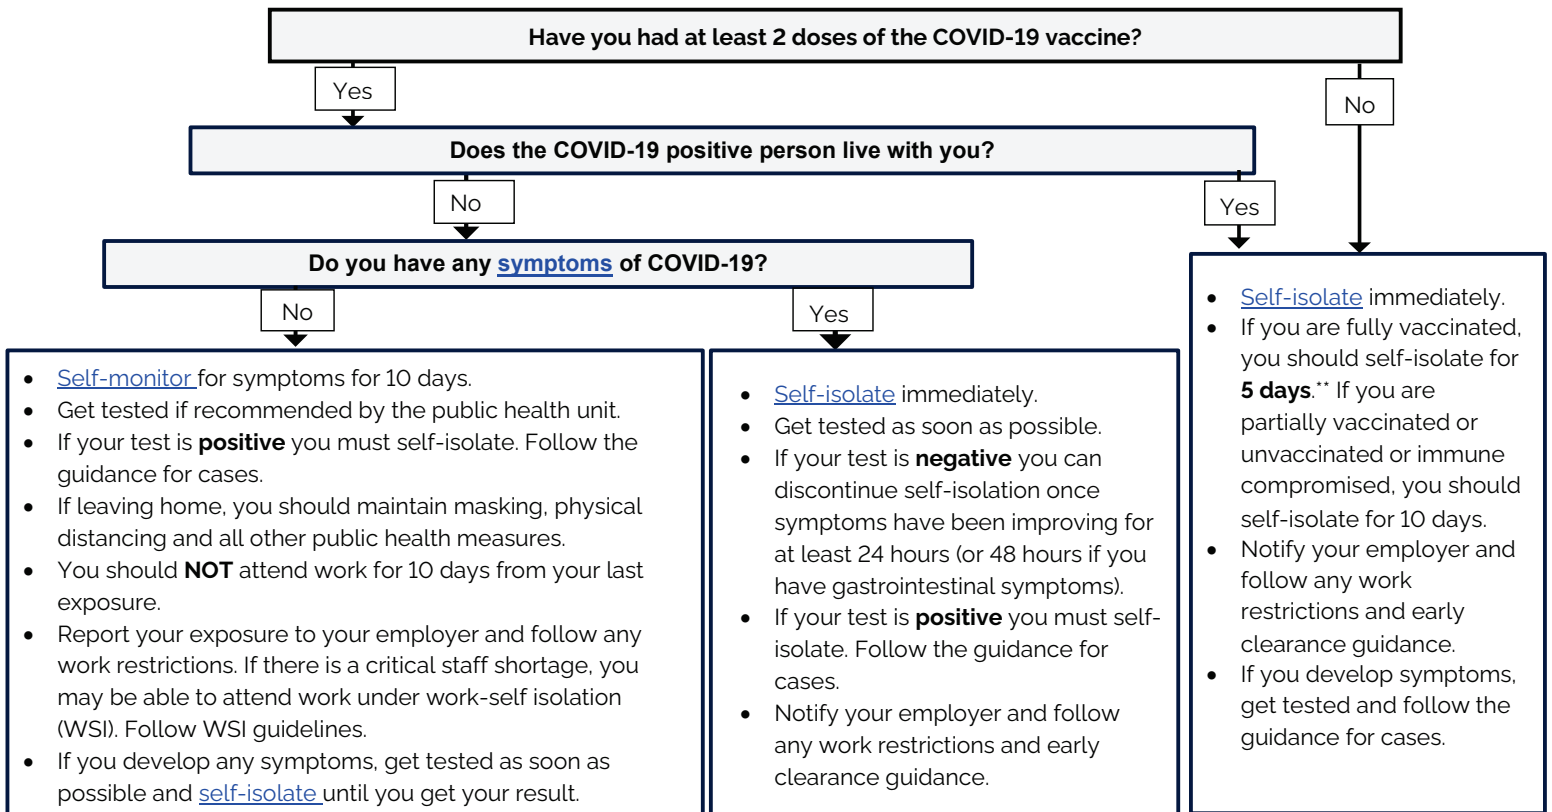 Have you had at least 2 doses of the COVID-19 vaccine?
Yes
No
Does the COVID-19 positive person live with you?
No
Yes
Do you have any symptoms of COVID-19?
No
Yes
• Self-monitor for symptoms for 10 days.
• Get tested if recommended by the public health unit.
• If your test is positive you must self-isolate. Follow the
guidance for cases.
• If leaving home, you should maintain masking, physical
distancing and all other public health measures.
• You should NOT attend work for 10 days from your last
exposure.
• Report your exposure to your employer and follow any
work restrictions. If there is a critical staff shortage, you
may be able to attend work under work-self isolation
(WSI). Follow WSI guidelines.
• If you develop any symptoms, get tested as soon as
possible and self-isolate until you get your result.
• Self-isolate immediately.
• Get tested as soon as possible.
• If your test is negative you can
discontinue self-isolation once
symptoms have been improving for
at least 24 hours (or 48 hours if you
have gastrointestinal symptoms).
• If your test is positive you must self-
isolate. Follow the guidance for
cases.
• Notify your employer and follow
any work restrictions and early
clearance guidance.
• Self-isolate immediately.
• If you are fully vaccinated,
you should self-isolate for
5 days.** If you are
partially vaccinated or
unvaccinated or immune
compromised, you should
self-isolate for 10 days.
• Notify your employer and
follow any work
restrictions and early
clearance guidance.
• If you develop symptoms,
get tested and follow the
guidance for cases.